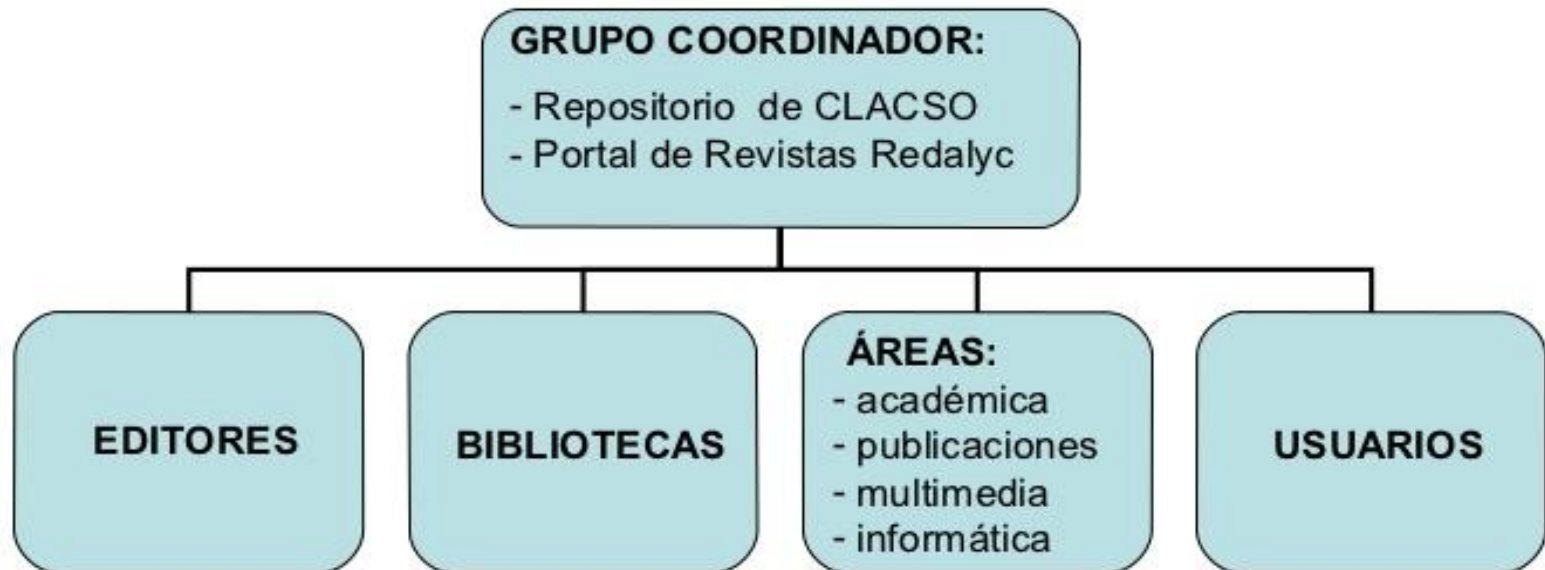 GRUPO COORDINADOR:
- Repositorio de CLACSO
- Portal de Revistas Redalyc
EDITORES
BIBLIOTECAS
ÁREAS:
- académica
- publicaciones
- multimedia
- informática
USUARIOS